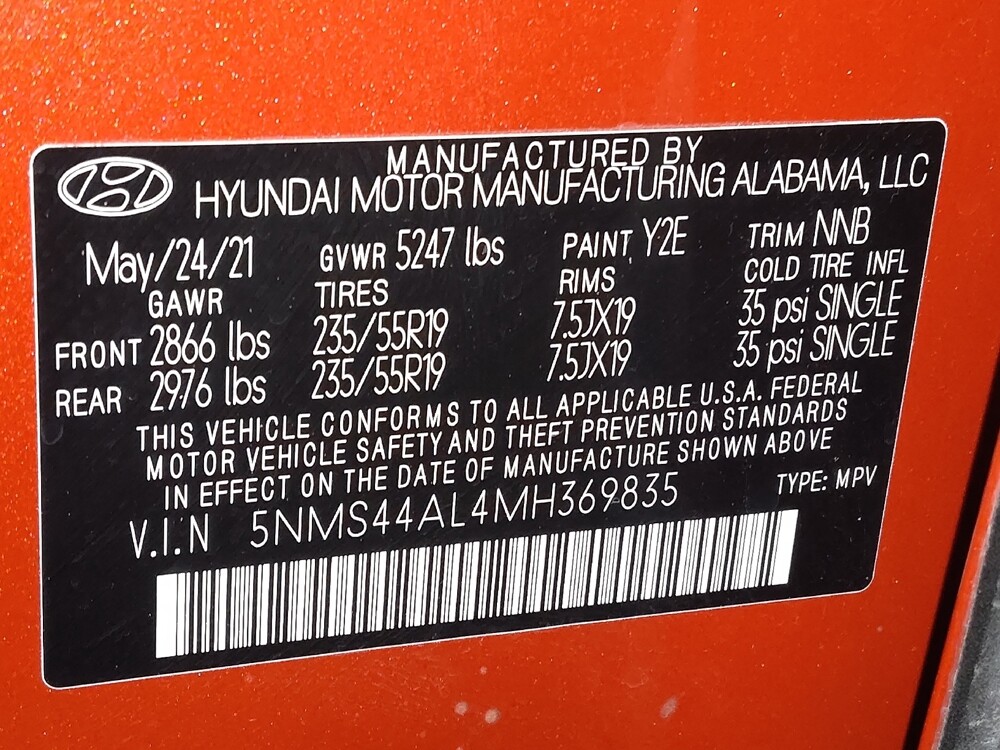 MANUFACTURED BY
HYUNDAI MOTOR MANUFACTURING ALABAMA, LLC
May/24/21 GVWR 5247 lbs PAINT Y2E TRIM NNB
GAWR TIRES RIMS COLD TIRE INFL
FRONT 2866 lbs 235/55R19 7.5JX19 35 psi SINGLE
REAR 2976 lbs 235/55R19 7.5JX19 35 psi SINGLE
THIS VEHICLE CONFORMS TO ALL APPLICABLE U.S.A. FEDERAL
MOTOR VEHICLE SAFETY AND THEFT PREVENTION STANDARDS
IN EFFECT ON THE DATE OF MANUFACTURE SHOWN ABOVE
V.I.N 5NMS44AL4MH369835 TYPE: MPV